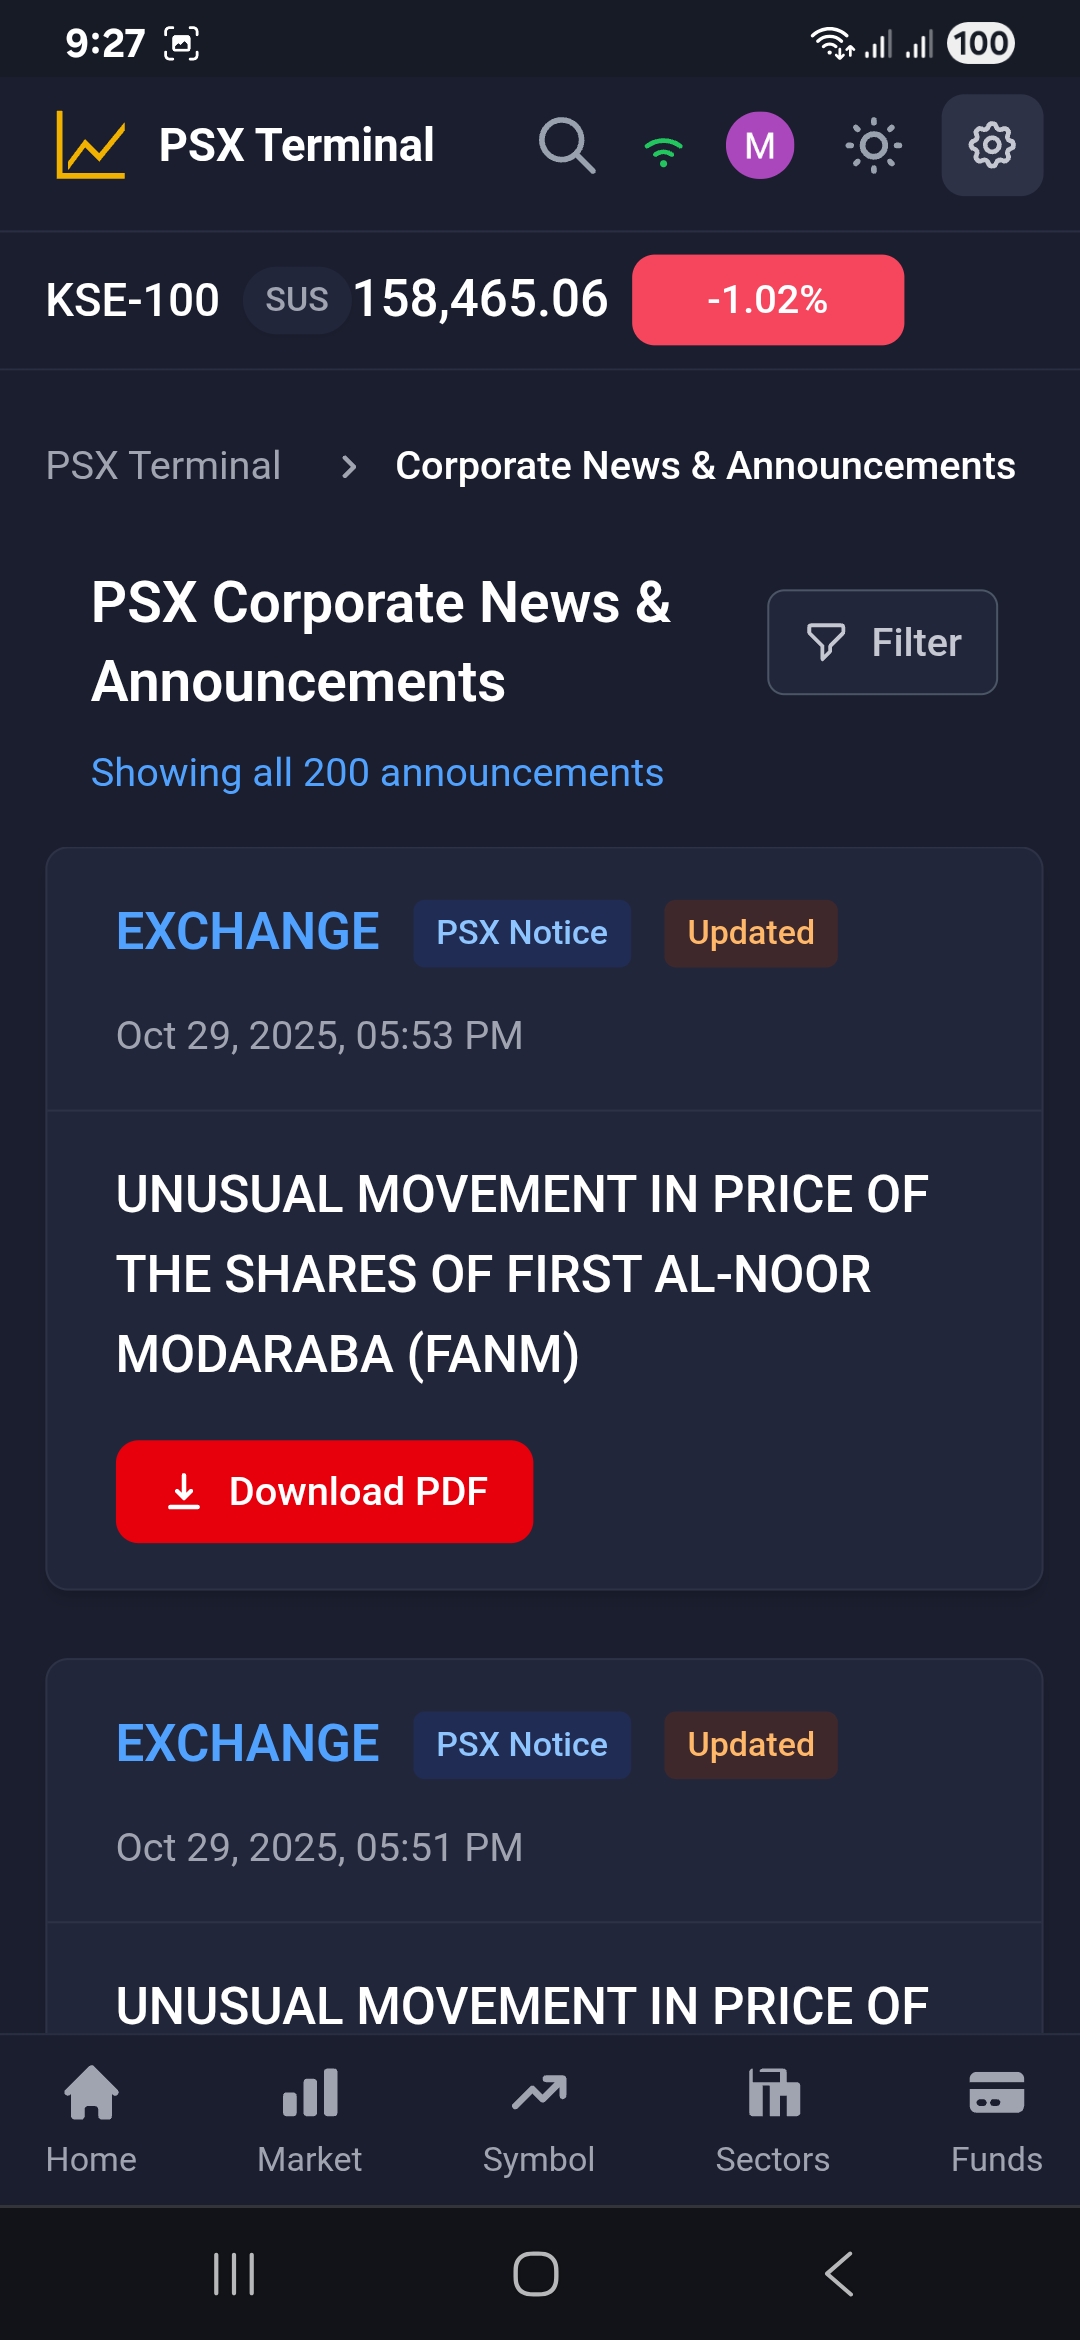 9:27 100
PSX Terminal M
KSE-100 SUS 158,465.06 -1.02%
PSX Terminal > Corporate News & Announcements
PSX Corporate News &
Announcements
Filter
Showing all 200 announcements
EXCHANGE PSX Notice Updated
Oct 29, 2025, 05:53 PM
UNUSUAL MOVEMENT IN PRICE OF
THE SHARES OF FIRST AL-NOOR
MODARABA (FANM)
Download PDF
EXCHANGE PSX Notice Updated
Oct 29, 2025, 05:51 PM
UNUSUAL MOVEMENT IN PRICE OF
Home Market Symbol Sectors Funds